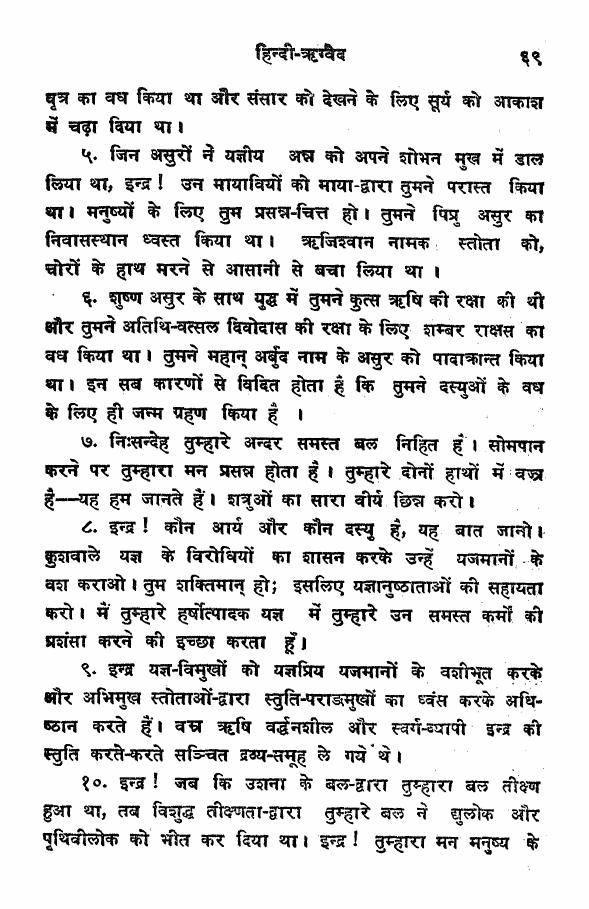 हिन्दी-ऋग्वेद ६९
वृत्र का वध किया था और संसार को देखने के लिए सूर्य को आकाश
में चढ़ा दिया था।
५. जिन असुरों ने यज्ञीय अन्न को अपने शोभन मुख में डाल
लिया था, इन्द्र! उन मायावियों को माया-द्वारा तुमने परास्त किया
था। मनुष्यों के लिए तुम प्रसन्न-चित्त हो। तुमने पिप्रु असुर का
निवासस्थान ध्वस्त किया था। ऋजिश्वान नामक स्तोता को,
चोरों के हाथ मरने से आसानी से बचा लिया था ।
६. शुष्ण असुर के साथ युद्ध में तुमने कुत्स ऋषि की रक्षा की थी
और तुमने अतिथि-वत्सल दिवोदास की रक्षा के लिए शम्बर राक्षस का
वध किया था। तुमने महान् अर्बुद नाम के असुर को पादाक्रान्त किया
था। इन सब कारणों से विदित होता है कि तुमने दस्युओं के वध
के लिए ही जन्म ग्रहण किया है ।
७. निःसन्देह तुम्हारे अन्दर समस्त बल निहित है। सोमपान
करने पर तुम्हारा मन प्रसन्न होता है। तुम्हारे दोनों हाथों में वज्र
है—यह हम जानते हैं। शत्रुओं का सारा वीर्य छिन्न करो।
८. इन्द्र! कौन आर्य और कौन दस्यु है, यह बात जानो।
कुशवाले यज्ञ के विरोधियों का शासन करके उन्हें यजमानों के
वश कराओ। तुम शक्तिमान् हो; इसलिए यज्ञानुष्ठाताओं की सहायता
करो। मैं तुम्हारे हर्षोत्पादक यज्ञ में तुम्हारे उन समस्त कर्मों की
प्रशंसा करने की इच्छा करता हूँ।
९. इन्द्र यज्ञ-विमुखों को यज्ञप्रिय यजमानों के वशीभूत करके
और अभिमुख स्तोताओं-द्वारा स्तुति-पराङमुखों का ध्वंस करके अधि-
ष्ठान करते हैं। वम्र ऋषि वर्द्धनशील और स्वर्ग-व्यापी इन्द्र की
स्तुति करते-करते सञ्चित द्रव्य-समूह ले गये थे।
१०. इन्द्र! जब कि उशना के बल-द्वारा तुम्हारा बल तीक्ष्ण
हुआ था, तब विशुद्ध तीक्ष्णता-द्वारा तुम्हारे बल ने द्युलोक और
पृथिवीलोक को भीत कर दिया था। इन्द्र! तुम्हारा मन मनुष्य के